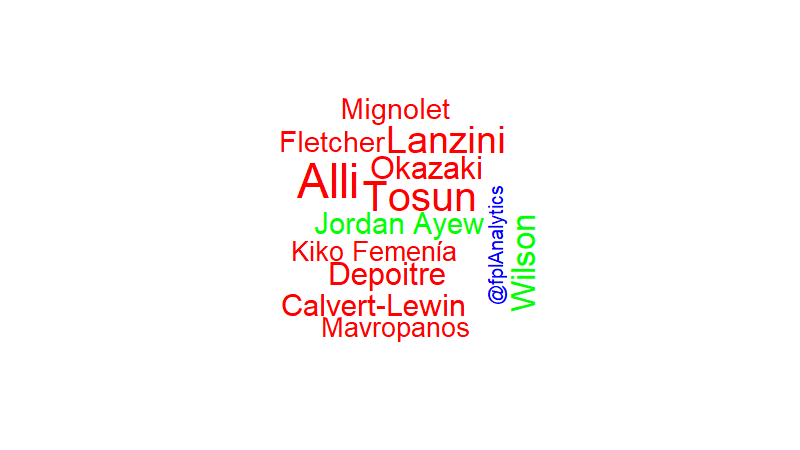 Mignolet
Fletcher
Lanzini
Okazaki
Alli
Tosun
Jordan Ayew
Kiko Femenía
Depoitre
Calvert-Lewin
Mavropanos
@fplAnalytics
Wilson